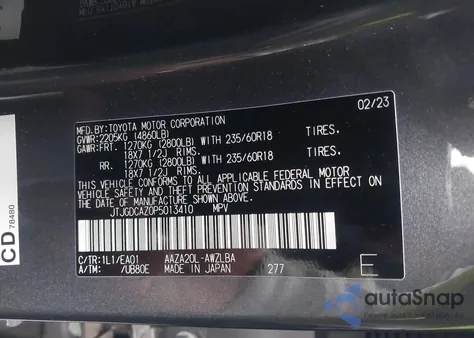 MFD.BY:TOYOTA MOTOR CORPORATION 02/23
GVWR:2205KG (4860LB)
GAWR:FRT. 1270KG (2800LB) WITH 235/60R18 TIRES.
18X7 1/2J RIMS.
RR. 1270KG (2800LB) WITH 235/60R18 TIRES.
18X7 1/2J RIMS.
THIS VEHICLE CONFORMS TO ALL APPLICABLE FEDERAL MOTOR
VEHICLE SAFETY AND THEFT PREVENTION STANDARDS IN EFFECT ON
THE DATE OF MANUFACTURE SHOWN ABOVE.
JTJGDCAZ0P5013410 MPV
C/TR:1L1/EA01 AAZA20L-AWZLBA
A/TM: /UB80E MADE IN JAPAN 277 E
CD 78480
autoSnap